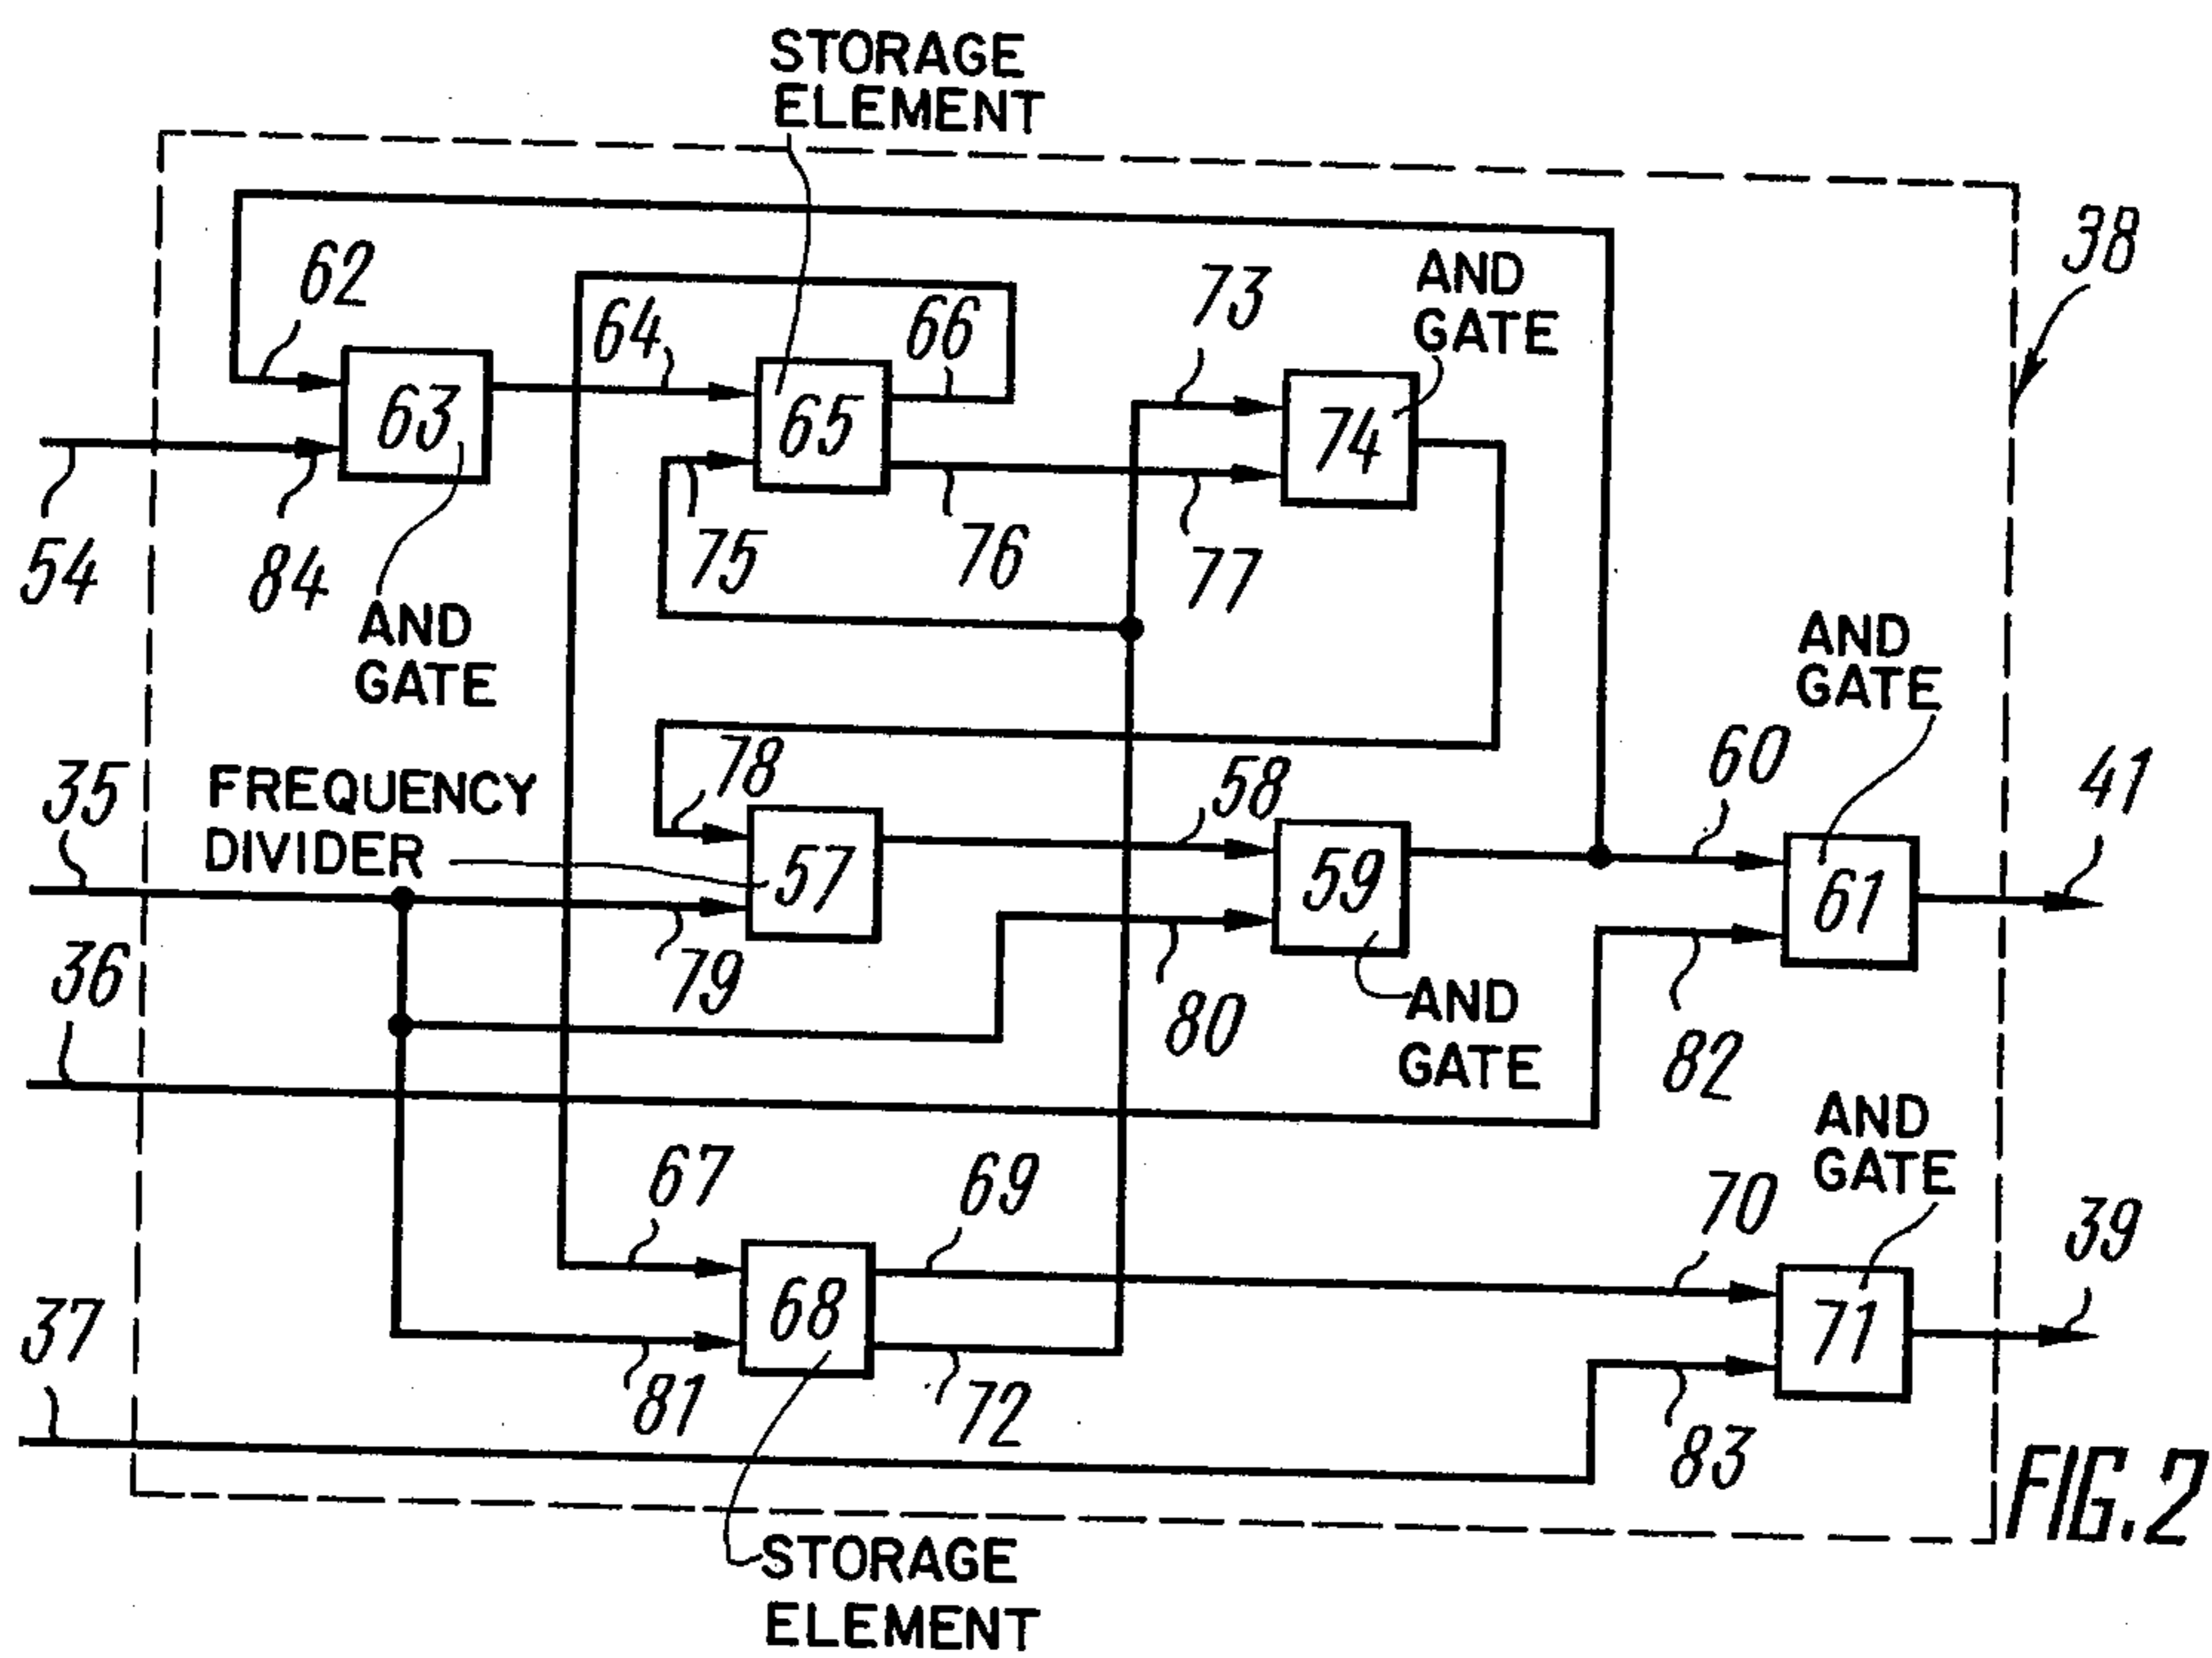 STORAGE
ELEMENT
38
62
64
66
73
AND
GATE
63
65
74
54
84
75
76
77
AND
GATE
AND
GATE
35
FREQUENCY
DIVIDER
78
58
60
41
57
59
61
36
79
80
AND
GATE
82
67
69
70
AND
GATE
39
37
68
71
81
72
83
FIG.2
STORAGE
ELEMENT